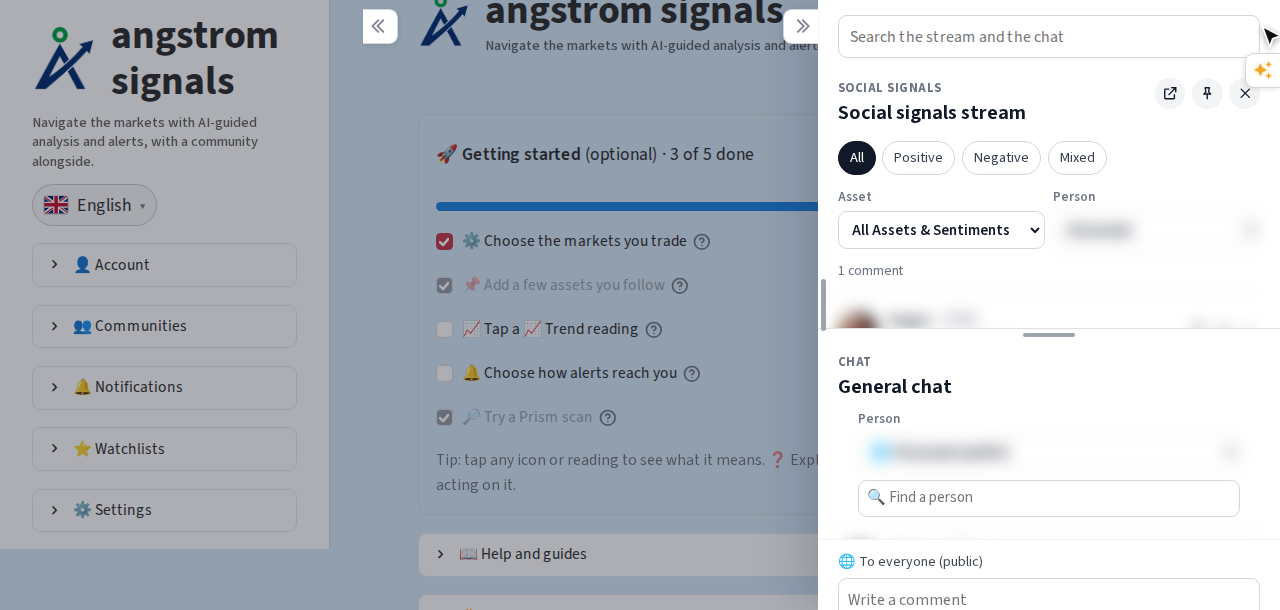 angstrom
signals
Navigate the markets with AI-guided
analysis and alerts, with a community
alongside.
English
👤 Account
👥 Communities
🔔 Notifications
⭐ Watchlists
⚙️ Settings
angstrom signals
Navigate the markets with AI-guided analysis and alert
🚀 Getting started (optional) · 3 of 5 done
⚙️ Choose the markets you trade
📌 Add a few assets you follow
📈 Tap a 📈 Trend reading
🔔 Choose how alerts reach you
🔎 Try a Prism scan
Tip: tap any icon or reading to see what it means. ❓ Expl
acting on it.
📖 Help and guides
Search the stream and the chat
SOCIAL SIGNALS
Social signals stream
All Positive Negative Mixed
Asset Person
All Assets & Sentiments
1 comment
CHAT
General chat
Person
🔍 Find a person
🌐 To everyone (public)
Write a comment